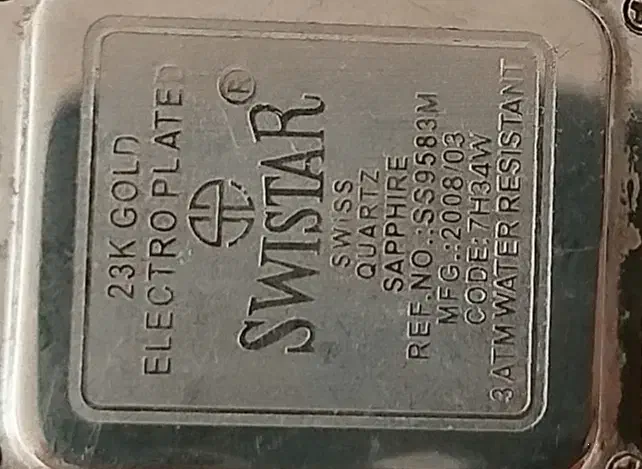 23K GOLD
ELECTRO PLATED
®
SWISTAR
SWISS
QUARTZ
SAPPHIRE
REF.NO.:SS9583M
MFG.:2008/03
CODE:7H34W
3 ATM WATER RESISTANT